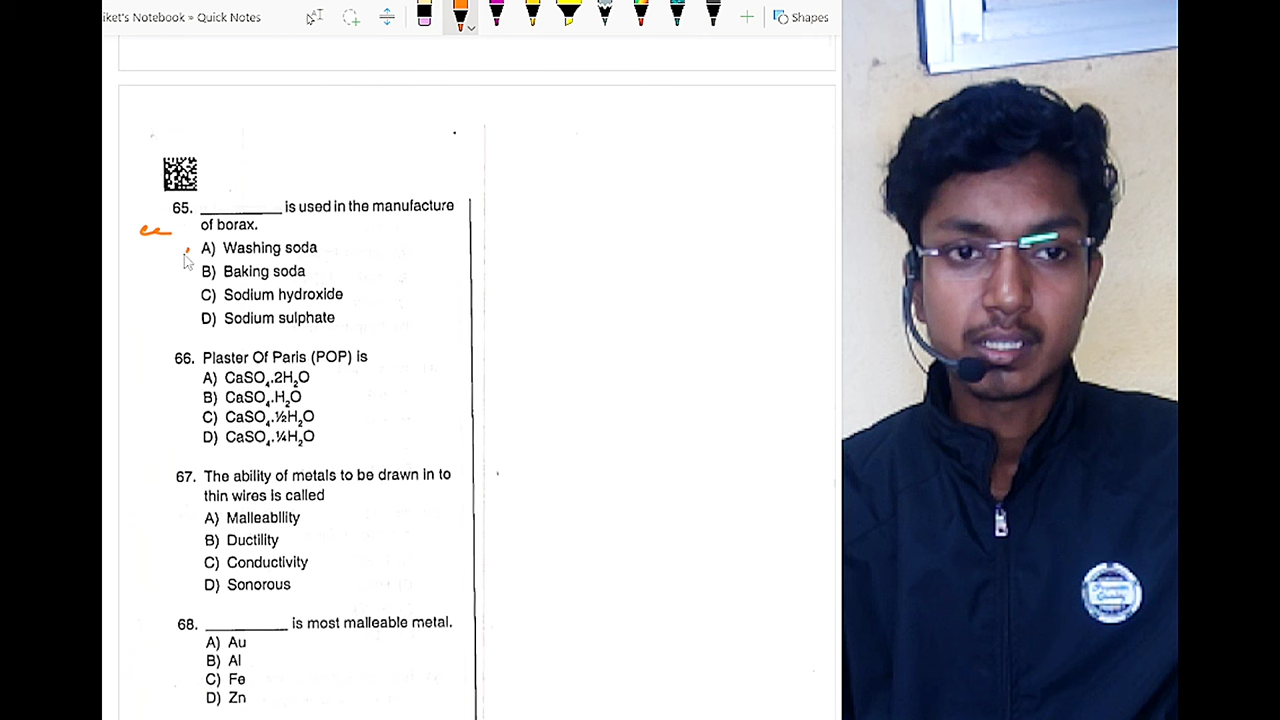 iket's Notebook » Quick Notes
Shapes
65. __________ is used in the manufacture
of borax.
A) Washing soda
B) Baking soda
C) Sodium hydroxide
D) Sodium sulphate
66. Plaster Of Paris (POP) is
A) CaSO₄.2H₂O
B) CaSO₄.H₂O
C) CaSO₄.½H₂O
D) CaSO₄.¼H₂O
67. The ability of metals to be drawn in to
thin wires is called
A) Malleability
B) Ductility
C) Conductivity
D) Sonorous
68. __________ is most malleable metal.
A) Au
B) Al
C) Fe
D) Zn